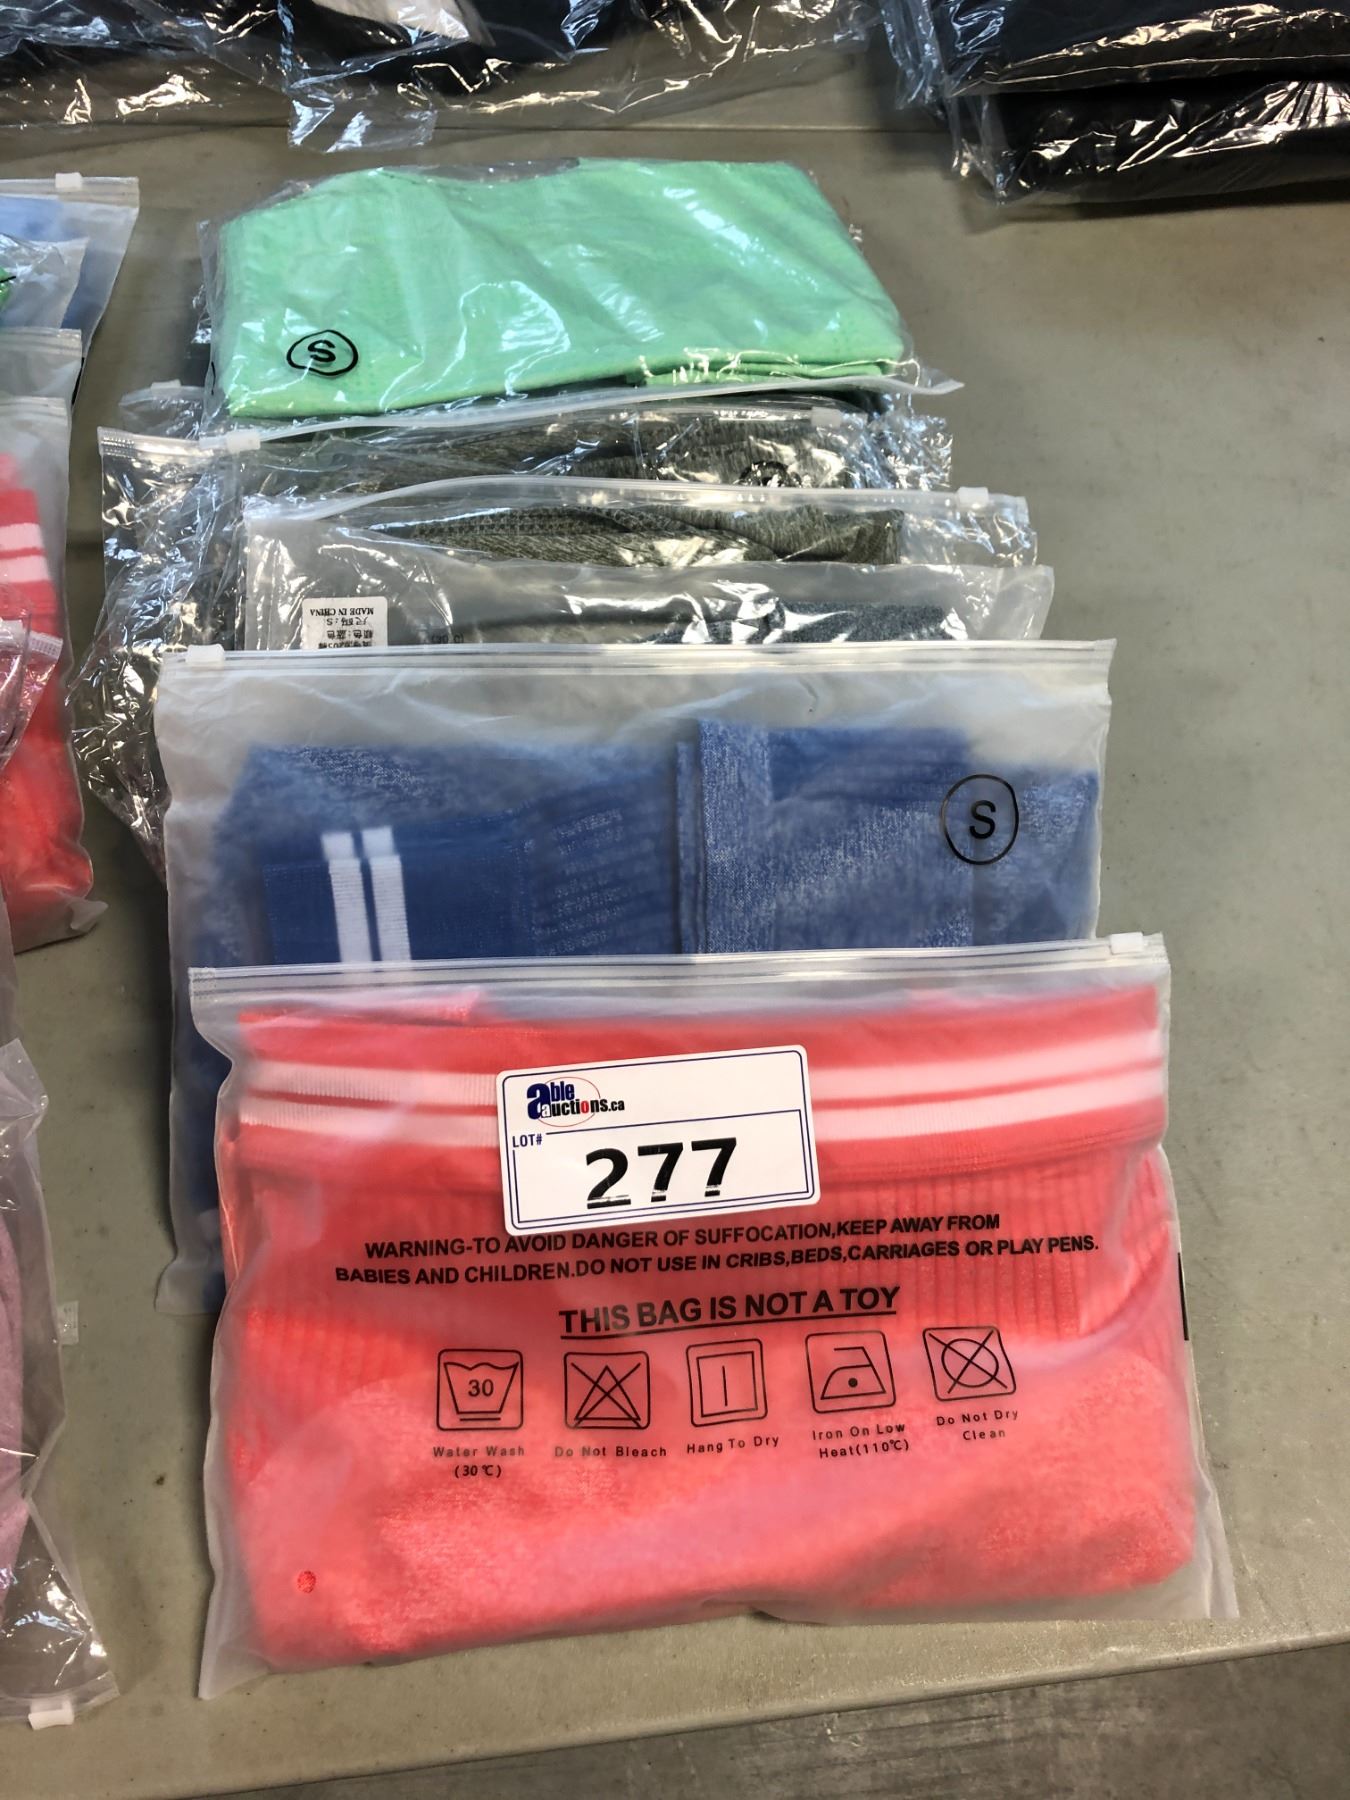 S
MADE IN CHINA
尺码:S
S
able
auctions.ca
LOT#
277
WARNING-TO AVOID DANGER OF SUFFOCATION,KEEP AWAY FROM
BABIES AND CHILDREN.DO NOT USE IN CRIBS,BEDS,CARRIAGES OR PLAY PENS.
THIS BAG IS NOT A TOY
30
Water Wash
(30℃)
Do Not Bleach
Hang To Dry
Iron On Low
Heat(110℃)
Do Not Dry
Clean